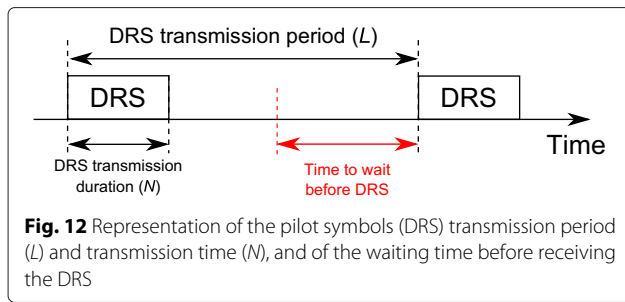 DRS transmission period (L)
DRS
DRS
Time
DRS transmission
duration (N)
Time to wait
before DRS
Fig. 12 Representation of the pilot symbols (DRS) transmission period
(L) and transmission time (N), and of the waiting time before receiving
the DRS